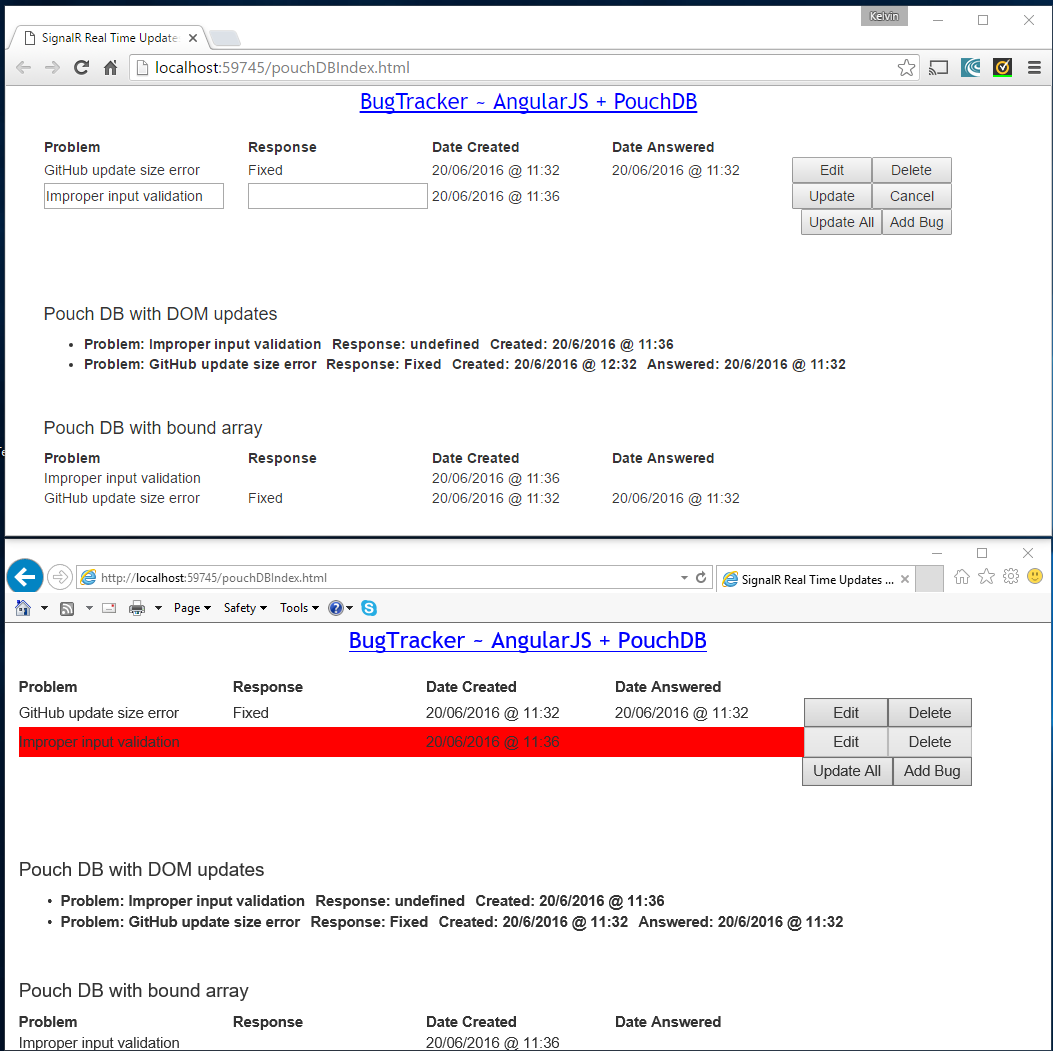 Kelvin
SignalR Real Time Update
localhost:59745/pouchDBIndex.html
BugTracker ~ AngularJS + PouchDB
Problem Response Date Created Date Answered
GitHub update size error Fixed 20/06/2016 @ 11:32 20/06/2016 @ 11:32 Edit Delete
Improper input validation 20/06/2016 @ 11:36 Update Cancel
Update All Add Bug
Pouch DB with DOM updates
• Problem: Improper input validation Response: undefined Created: 20/6/2016 @ 11:36
• Problem: GitHub update size error Response: Fixed Created: 20/6/2016 @ 12:32 Answered: 20/6/2016 @ 11:32
Pouch DB with bound array
Problem Response Date Created Date Answered
Improper input validation 20/06/2016 @ 11:36
GitHub update size error Fixed 20/06/2016 @ 11:32 20/06/2016 @ 11:32
http://localhost:59745/pouchDBIndex.html SignalR Real Time Updates ...
Page Safety Tools
BugTracker ~ AngularJS + PouchDB
Problem Response Date Created Date Answered
GitHub update size error Fixed 20/06/2016 @ 11:32 20/06/2016 @ 11:32 Edit Delete
Improper input validation 20/06/2016 @ 11:36 Edit Delete
Update All Add Bug
Pouch DB with DOM updates
• Problem: Improper input validation Response: undefined Created: 20/6/2016 @ 11:36
• Problem: GitHub update size error Response: Fixed Created: 20/6/2016 @ 11:32 Answered: 20/6/2016 @ 11:32
Pouch DB with bound array
Problem Response Date Created Date Answered
Improper input validation 20/06/2016 @ 11:36